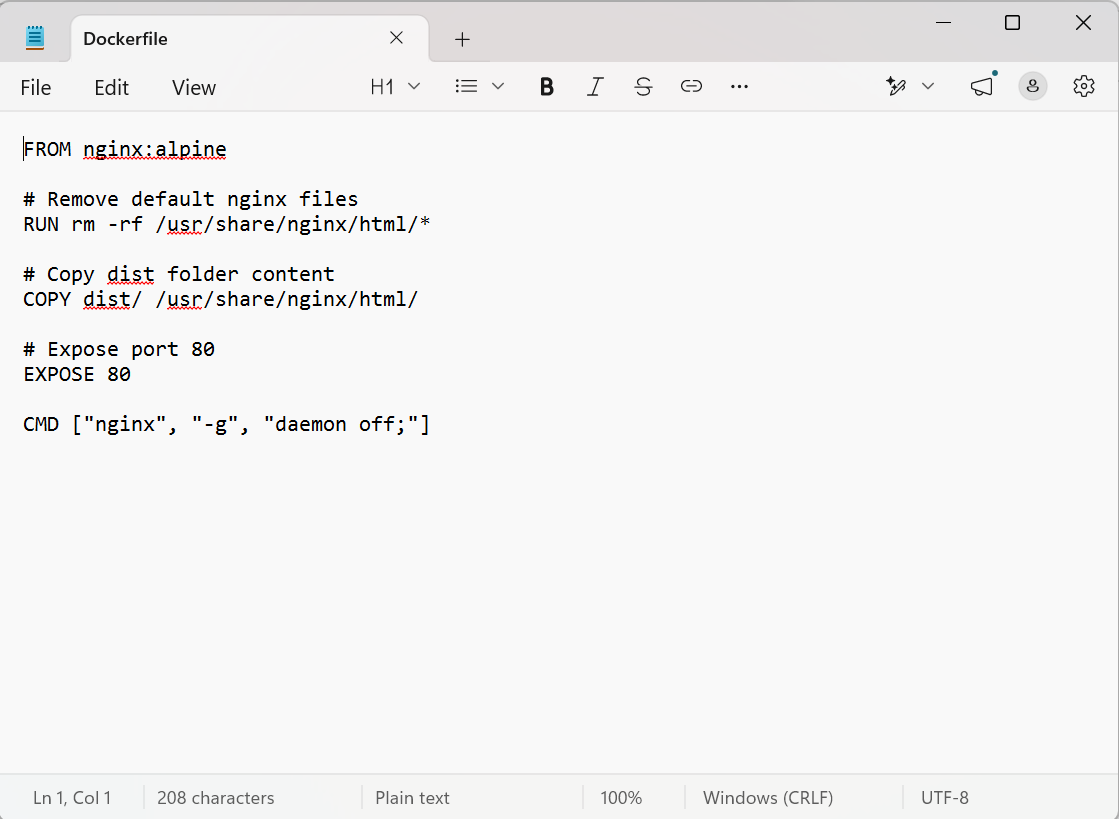 Dockerfile
File Edit View H1 B I S
FROM nginx:alpine
# Remove default nginx files
RUN rm -rf /usr/share/nginx/html/*
# Copy dist folder content
COPY dist/ /usr/share/nginx/html/
# Expose port 80
EXPOSE 80
CMD ["nginx", "-g", "daemon off;"]
Ln 1, Col 1 208 characters Plain text 100% Windows (CRLF) UTF-8